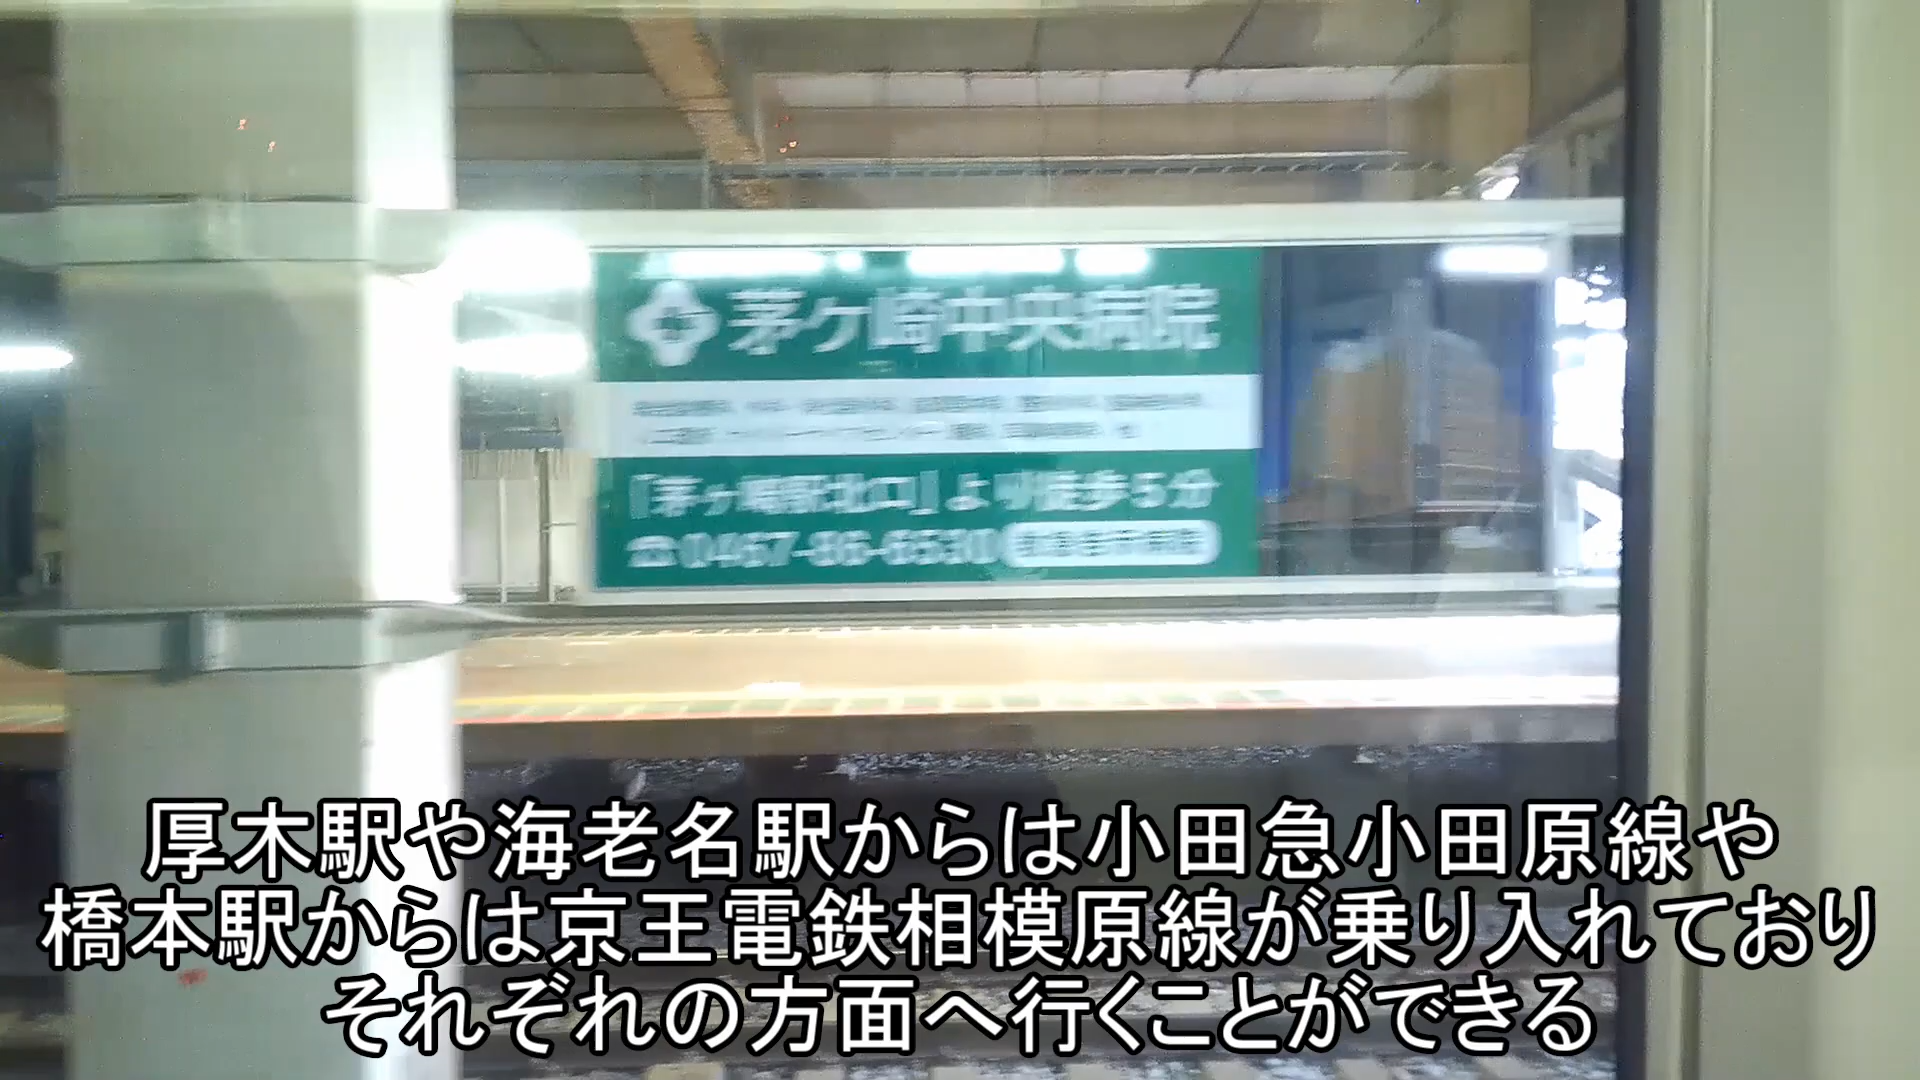 茅ケ崎中央病院
「茅ヶ崎駅北口」より徒歩5分
☎0467-86-6530
厚木駅や海老名駅からは小田急小田原線や
橋本駅からは京王電鉄相模原線が乗り入れており
それぞれの方面へ行くことができる